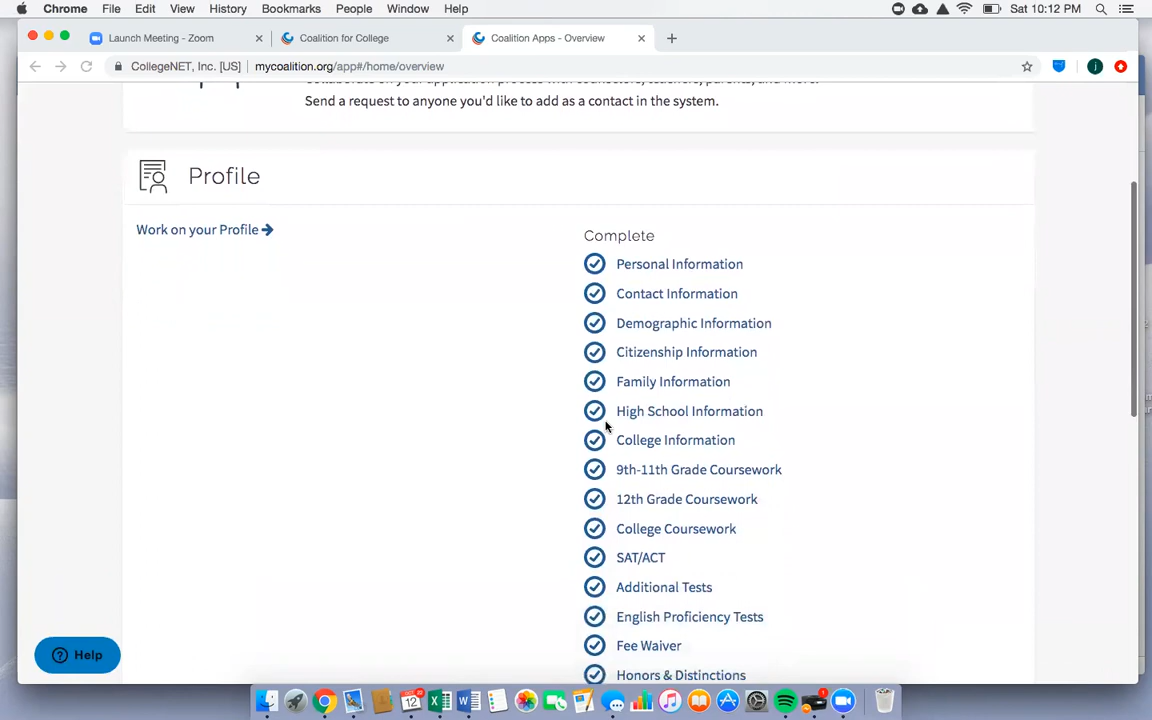 Chrome File Edit View History Bookmarks People Window Help Sat 10:12 PM
Launch Meeting - Zoom Coalition for College Coalition Apps - Overview
CollegeNET, Inc. [US] mycoalition.org/app#/home/overview
Send a request to anyone you'd like to add as a contact in the system.
Profile
Work on your Profile
Complete
Personal Information
Contact Information
Demographic Information
Citizenship Information
Family Information
High School Information
College Information
9th-11th Grade Coursework
12th Grade Coursework
College Coursework
SAT/ACT
Additional Tests
English Proficiency Tests
Fee Waiver
Honors & Distinctions
Help